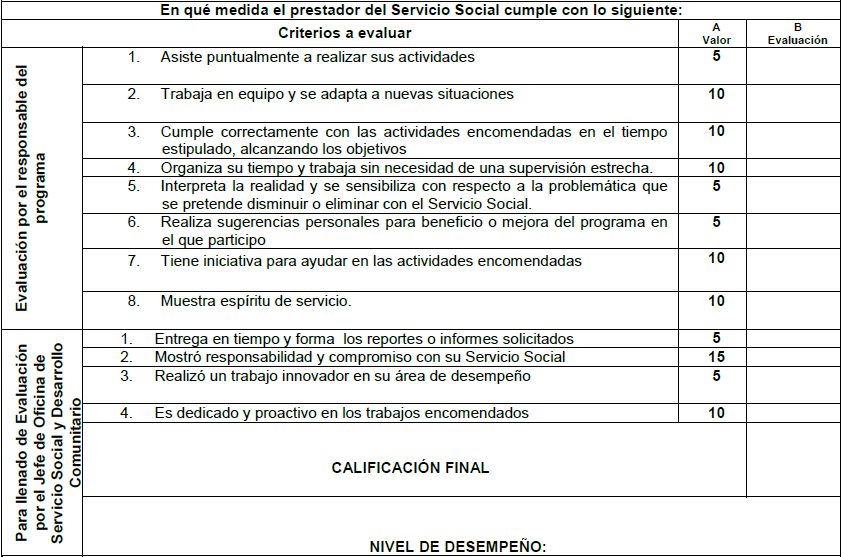 En qué medida el prestador del Servicio Social cumple con lo siguiente:
Criterios a evaluar
A
Valor
B
Evaluación
Evaluación por el responsable del
programa
1. Asiste puntualmente a realizar sus actividades
5
2. Trabaja en equipo y se adapta a nuevas situaciones
10
3. Cumple correctamente con las actividades encomendadas en el tiempo
estipulado, alcanzando los objetivos
10
4. Organiza su tiempo y trabaja sin necesidad de una supervisión estrecha.
10
5. Interpreta la realidad y se sensibiliza con respecto a la problemática que
se pretende disminuir o eliminar con el Servicio Social.
5
6. Realiza sugerencias personales para beneficio o mejora del programa en
el que participo
5
7. Tiene iniciativa para ayudar en las actividades encomendadas
10
8. Muestra espíritu de servicio.
10
Para llenado de Evaluación
por el Jefe de Oficina de
Servicio Social y Desarrollo
Comunitario
1. Entrega en tiempo y forma los reportes o informes solicitados
5
2. Mostró responsabilidad y compromiso con su Servicio Social
15
3. Realizó un trabajo innovador en su área de desempeño
5
4. Es dedicado y proactivo en los trabajos encomendados
10
CALIFICACIÓN FINAL
NIVEL DE DESEMPEÑO: